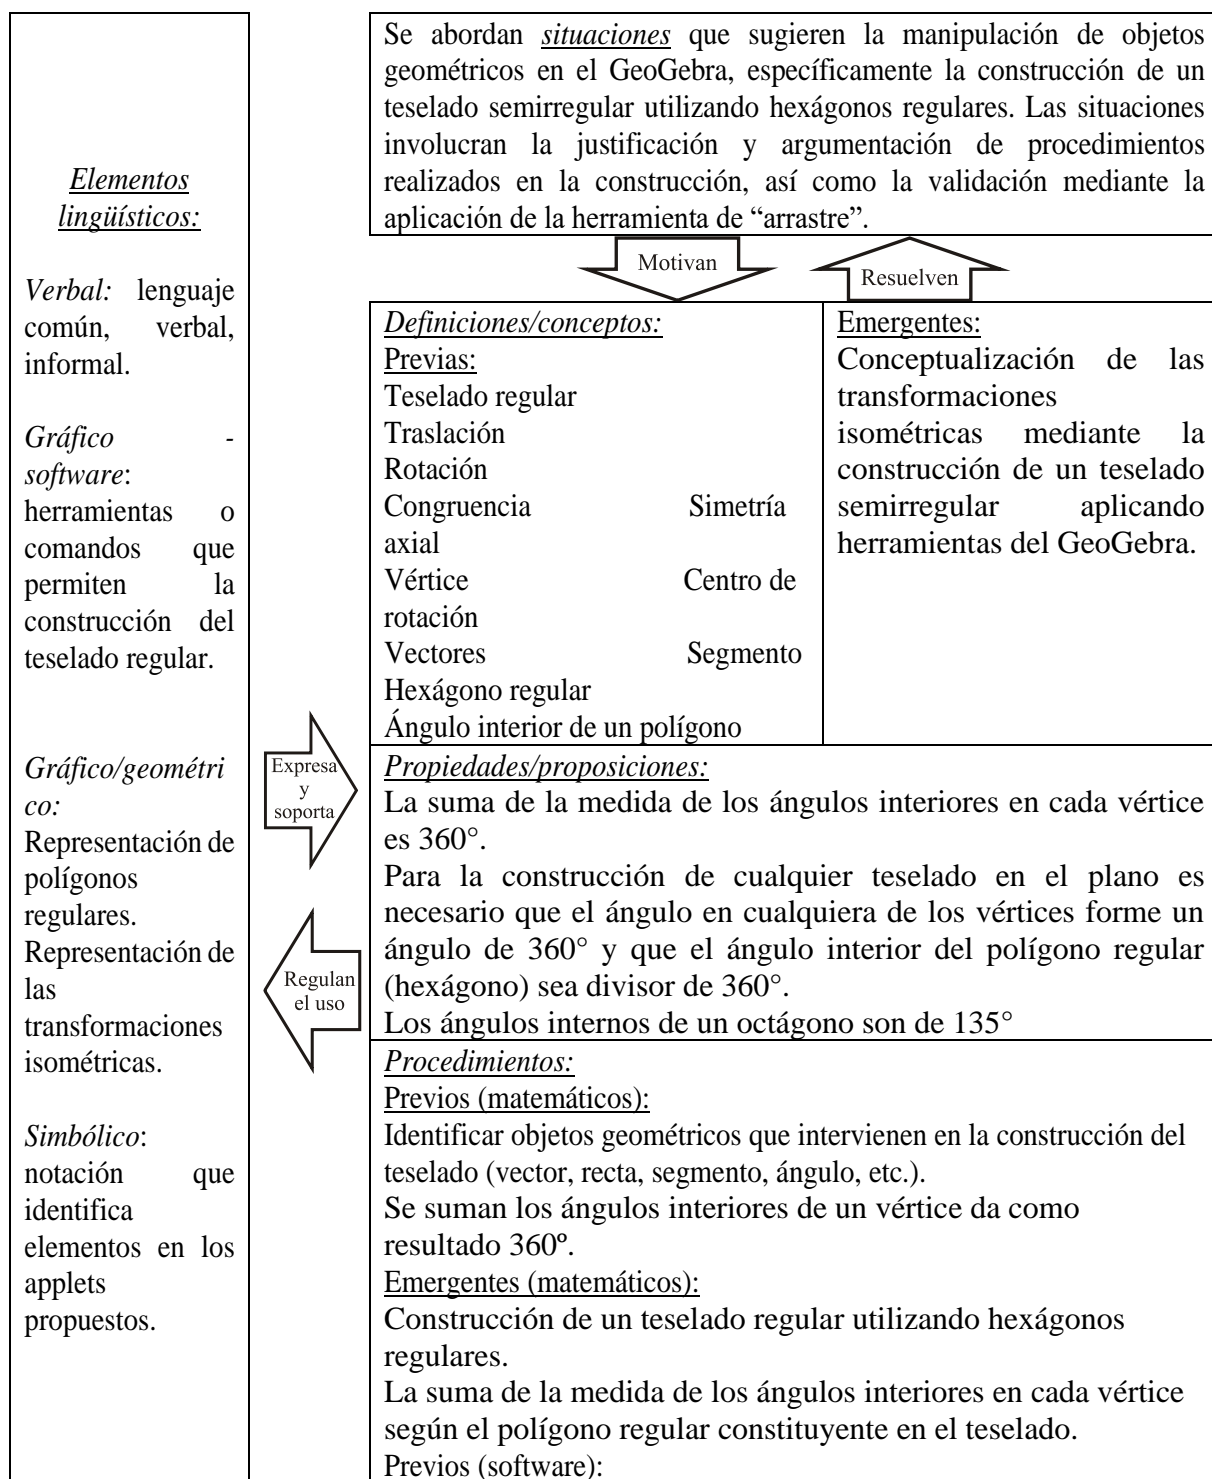 Elementos
lingüísticos:
Verbal: lenguaje
común, verbal,
informal.
Gráfico -
software:
herramientas o
comandos que
permiten la
construcción del
teselado regular.
Gráfico/geométri
co:
Representación de
polígonos
regulares.
Representación de
las
transformaciones
isométricas.
Simbólico:
notación que
identifica
elementos en los
applets
propuestos.
Expresa
y
soporta
Regulan
el uso
Se abordan situaciones que sugieren la manipulación de objetos
geométricos en el GeoGebra, específicamente la construcción de un
teselado semirregular utilizando hexágonos regulares. Las situaciones
involucran la justificación y argumentación de procedimientos
realizados en la construcción, así como la validación mediante la
aplicación de la herramienta de “arrastre”.
Motivan
Resuelven
Definiciones/conceptos:
Previas:
Teselado regular
Traslación
Rotación
Congruencia Simetría
axial
Vértice Centro de
rotación
Vectores Segmento
Hexágono regular
Ángulo interior de un polígono
Emergentes:
Conceptualización de las
transformaciones
isométricas mediante la
construcción de un teselado
semirregular aplicando
herramientas del GeoGebra.
Propiedades/proposiciones:
La suma de la medida de los ángulos interiores en cada vértice
es 360°.
Para la construcción de cualquier teselado en el plano es
necesario que el ángulo en cualquiera de los vértices forme un
ángulo de 360° y que el ángulo interior del polígono regular
(hexágono) sea divisor de 360°.
Los ángulos internos de un octágono son de 135°
Procedimientos:
Previos (matemáticos):
Identificar objetos geométricos que intervienen en la construcción del
teselado (vector, recta, segmento, ángulo, etc.).
Se suman los ángulos interiores de un vértice da como
resultado 360º.
Emergentes (matemáticos):
Construcción de un teselado regular utilizando hexágonos
regulares.
La suma de la medida de los ángulos interiores en cada vértice
según el polígono regular constituyente en el teselado.
Previos (software):